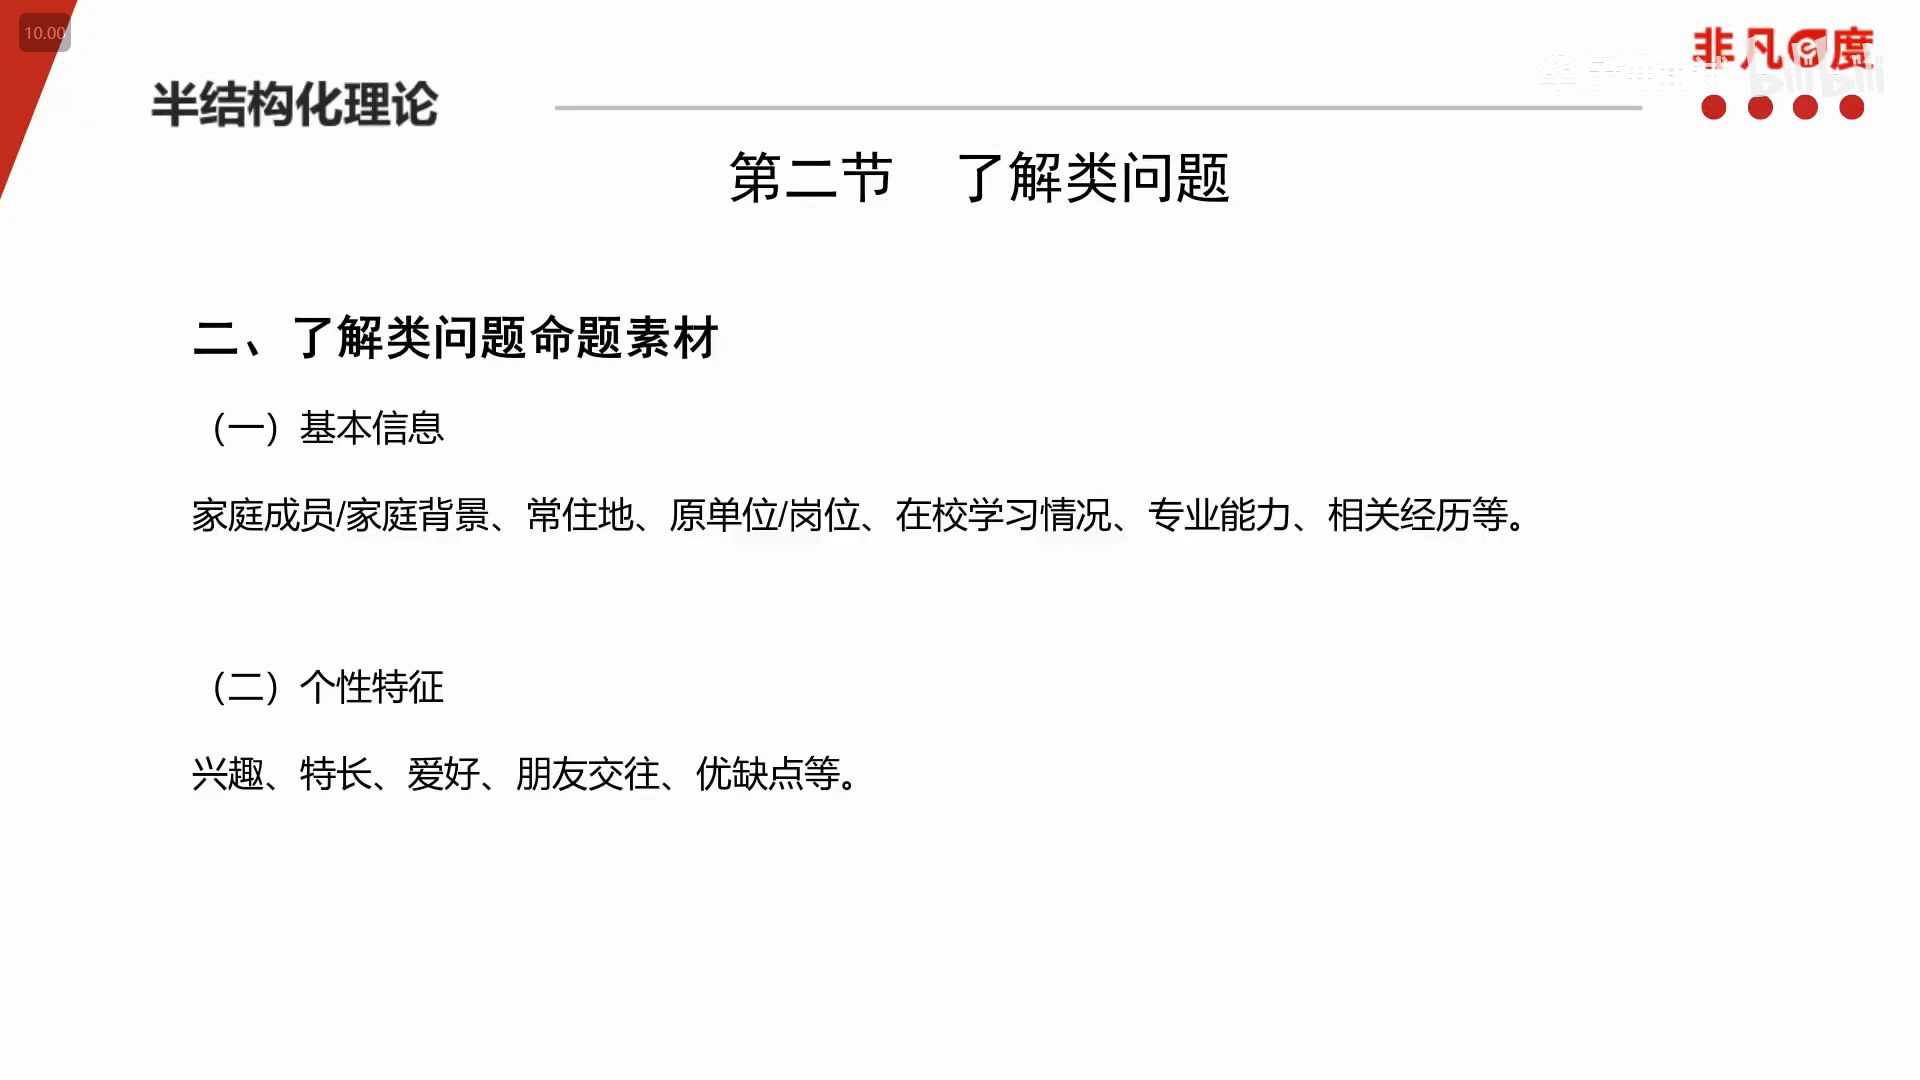 10.00
非凡度
半结构化理论
bilibili
第二节 了解类问题
二、了解类问题命题素材
（一）基本信息
家庭成员/家庭背景、常住地、原单位/岗位、在校学习情况、专业能力、相关经历等。
（二）个性特征
兴趣、特长、爱好、朋友交往、优缺点等。